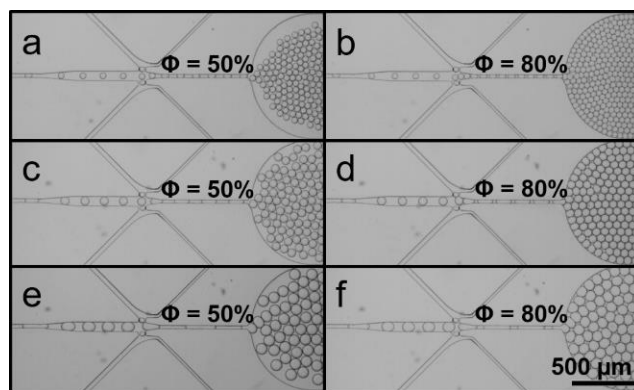 a
Φ = 50%
b
Φ = 80%
c
Φ = 50%
d
Φ = 80%
e
Φ = 50%
f
Φ = 80%
500 μm